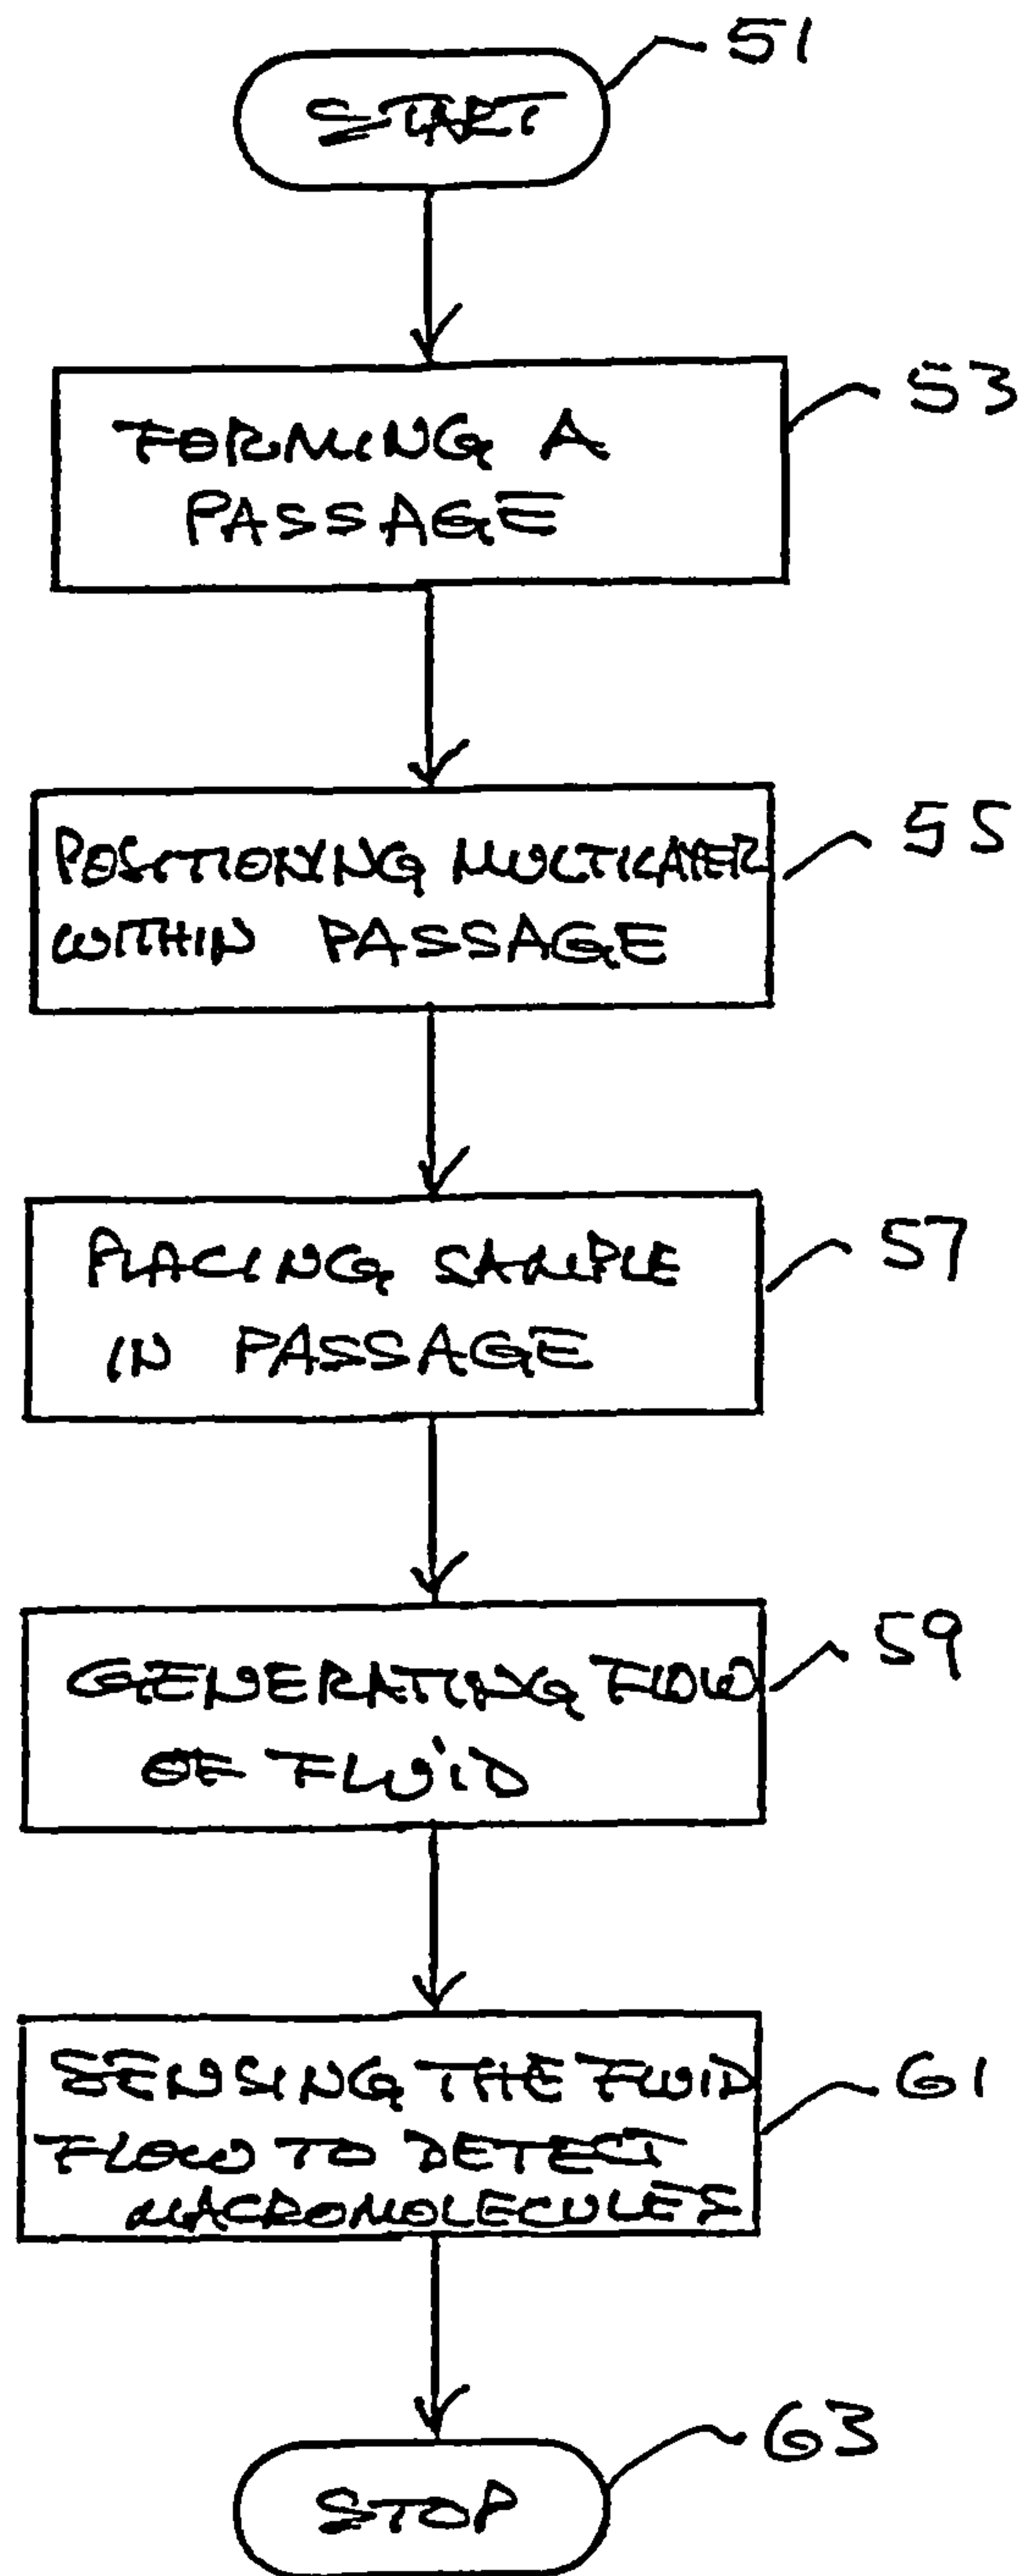 51
START
53
FORMING A
PASSAGE
55
POSITIONING MULTILAYER
WITHIN PASSAGE
57
PLACING SAMPLE
IN PASSAGE
59
GENERATING FLOW
OF FLUID
61
SENSING THE FLUID
FLOW TO DETECT
MACROMOLECULES
63
STOP